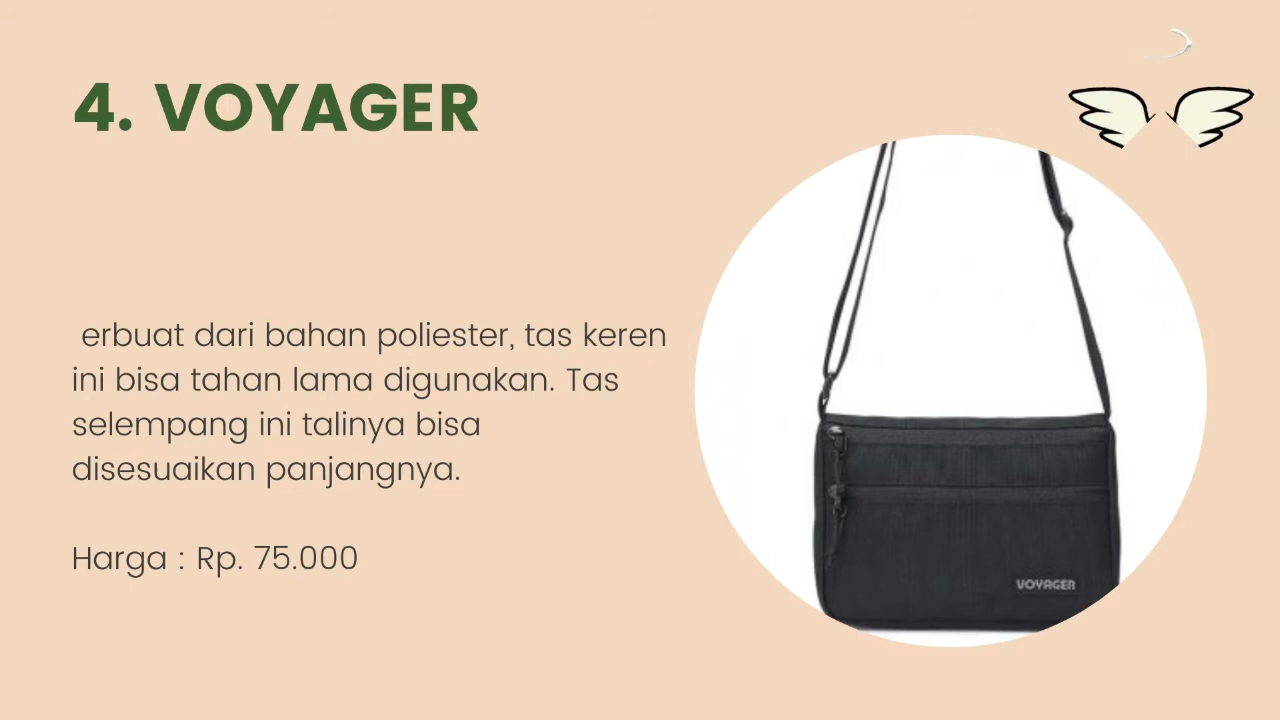 4. VOYAGER
erbuat dari bahan poliester, tas keren
ini bisa tahan lama digunakan. Tas
selempang ini talinya bisa
disesuaikan panjangnya.
Harga : Rp. 75.000
VOYAGER